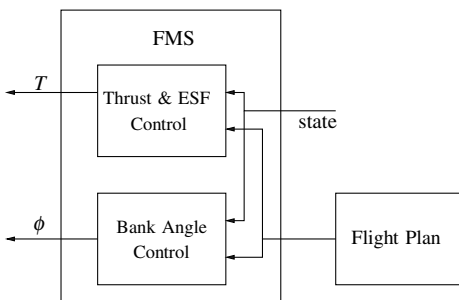 FMS
T
Thrust & ESF
Control
state
ϕ
Bank Angle
Control
Flight Plan